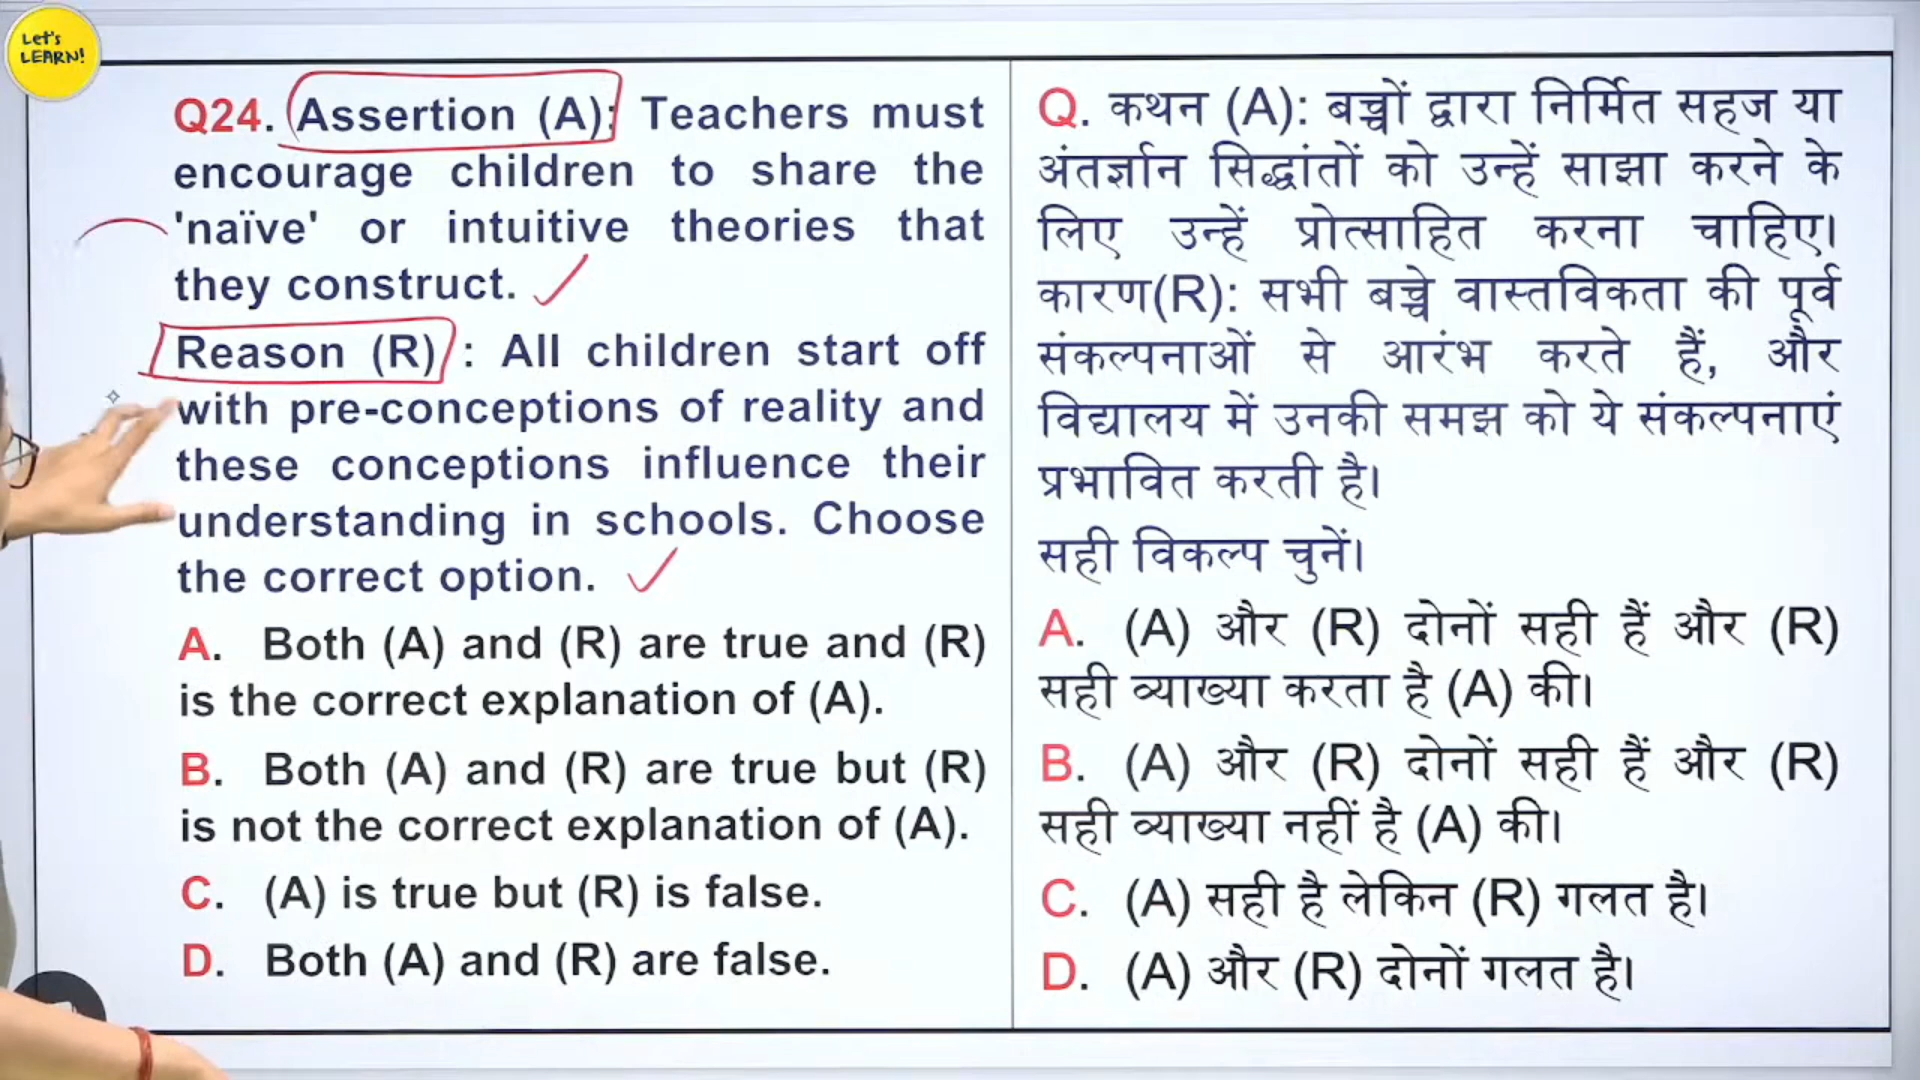 Let's
LEARN!
Q24. Assertion (A): Teachers must
encourage children to share the
'naïve' or intuitive theories that
they construct.
Reason (R) : All children start off
with pre-conceptions of reality and
these conceptions influence their
understanding in schools. Choose
the correct option.
A. Both (A) and (R) are true and (R)
is the correct explanation of (A).
B. Both (A) and (R) are true but (R)
is not the correct explanation of (A).
C. (A) is true but (R) is false.
D. Both (A) and (R) are false.
Q. कथन (A): बच्चों द्वारा निर्मित सहज या
अंतर्ज्ञान सिद्धांतों को उन्हें साझा करने के
लिए उन्हें प्रोत्साहित करना चाहिए।
कारण(R): सभी बच्चे वास्तविकता की पूर्व
संकल्पनाओं से आरंभ करते हैं, और
विद्यालय में उनकी समझ को ये संकल्पनाएं
प्रभावित करती है।
सही विकल्प चुनें।
A. (A) और (R) दोनों सही हैं और (R)
सही व्याख्या करता है (A) की।
B. (A) और (R) दोनों सही हैं और (R)
सही व्याख्या नहीं है (A) की।
C. (A) सही है लेकिन (R) गलत है।
D. (A) और (R) दोनों गलत है।